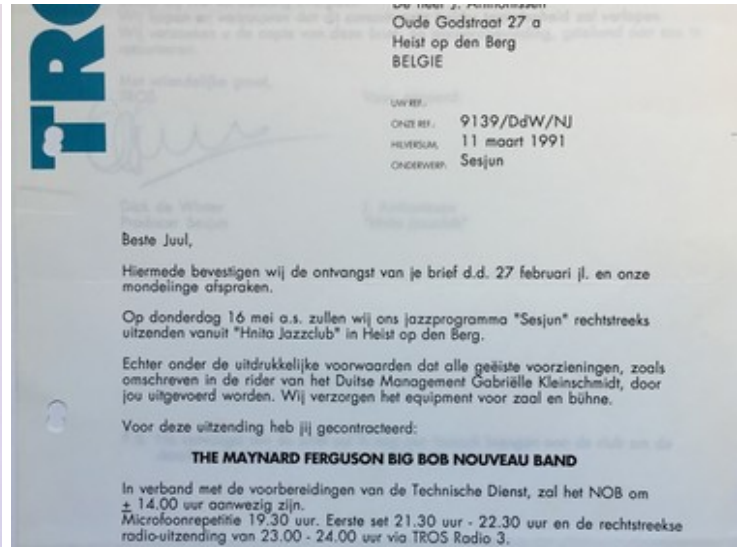 TRO
De heer J. Anthonissen
Oude Godstraat 27 a
Heist op den Berg
BELGIE
UW REF.:
ONZE REF.: 9139/DdW/NJ
HILVERSUM, 11 maart 1991
ONDERWERP: Sesjun
Beste Juul,
Hiermede bevestigen wij de ontvangst van je brief d.d. 27 februari jl. en onze
mondelinge afspraken.
Op donderdag 16 mei a.s. zullen wij ons jazzprogramma "Sesjun" rechtstreeks
uitzenden vanuit "Hnita Jazzclub" in Heist op den Berg.
Echter onder de uitdrukkelijke voorwaarden dat alle geëiste voorzieningen, zoals
omschreven in de rider van het Duitse Management Gabriëlle Kleinschmidt, door
jou uitgevoerd worden. Wij verzorgen het equipment voor zaal en bühne.
Voor deze uitzending heb jij gecontracteerd:
THE MAYNARD FERGUSON BIG BOB NOUVEAU BAND
In verband met de voorbereidingen van de Technische Dienst, zal het NOB om
± 14.00 uur aanwezig zijn.
Microfoonrepetitie 19.30 uur. Eerste set 21.30 uur - 22.30 uur en de rechtstreekse
radio-uitzending van 23.00 - 24.00 uur via TROS Radio 3.